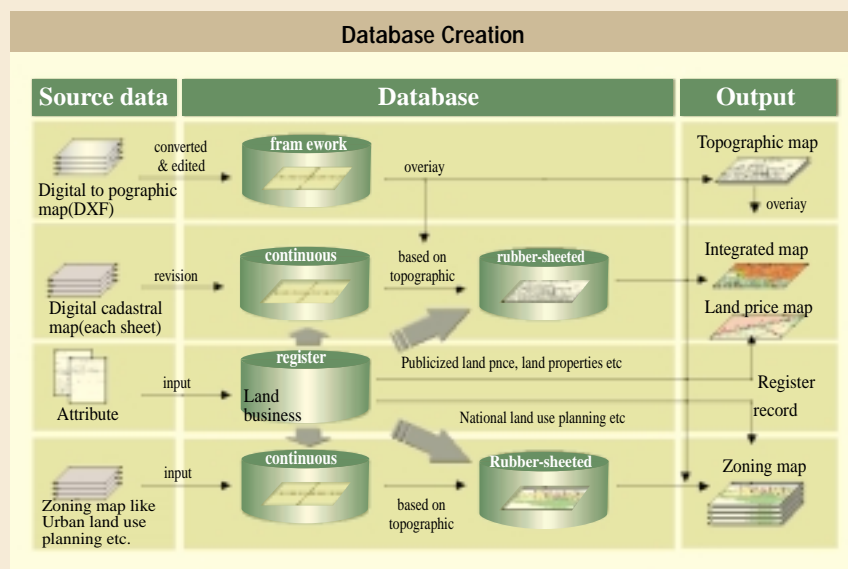 Database Creation
Source data
Database
Output
converted
& edited
fram ework
overiay
Topographic map
Digital to pographic
map(DXF)
overiay
revision
continuous
based on
topographic
rubber-sheeted
Integrated map
Digital cadastral
map(each sheet)
Land price map
Attribute
input
register
Land
business
Publicized land pnce, land properties etc
National land use planning etc
Register
record
input
continuous
based on
topographic
Rubber-sheeted
Zoning map
Zoning map like
Urban land use
planning etc.